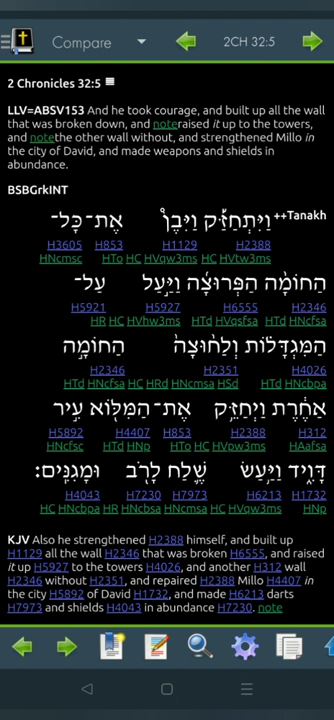 Compare
2CH 32:5
2 Chronicles 32:5
LLV=ABSV153 And he took courage, and built up all the wall
that was broken down, and noteraised it up to the towers,
and notethe other wall without, and strengthened Millo in
the city of David, and made weapons and shields in
abundance.
BSBGrkINT
++Tanakh וַיִּתְחַזַּ֡ק וַיִּבֶן֩ אֶת־ כָּל־
H3605 H853 H1129 H2388
HNcmsc HTo HC HVqw3ms HC HVtw3ms
הַחוֹמָ֨ה הַפְּרוּצָ֜ה וַיַּ֣עַל עַל־
H5921 H5927 H6555 H2346
HR HC HVhw3ms HTd HVqsfsa HTd HNcfsa
הַמִּגְדָּל֗וֹת וְלַח֙וּצָה֙ הַחוֹמָ֣ה
H2346 H2351 H4026
HTd HNcfsa HC HRd HNcmsa HSd HTd HNcbpa
אַחֶ֔רֶת וַיְחַזֵּ֥ק אֶת־ הַמִּלּ֖וֹא עִ֣יר
H5892 H4407 H853 H2388 H312
HNcfsc HTd HNp HTo HC HVpw3ms HAafsa
דָּוִ֑יד וַיַּ֥עַשׂ שֶׁ֛לַח לָרֹ֖ב וּמָגִנִּֽים׃
H4043 H7230 H7973 H6213 H1732
HC HNcbpa HR HNcbsa HNcmsa HC HVqw3ms HNp
KJV Also he strengthened H2388 himself, and built up
H1129 all the wall H2346 that was broken H6555, and raised
it up H5927 to the towers H4026, and another H312 wall
H2346 without H2351, and repaired H2388 Millo H4407 in
the city H5892 of David H1732, and made H6213 darts
H7973 and shields H4043 in abundance H7230. note